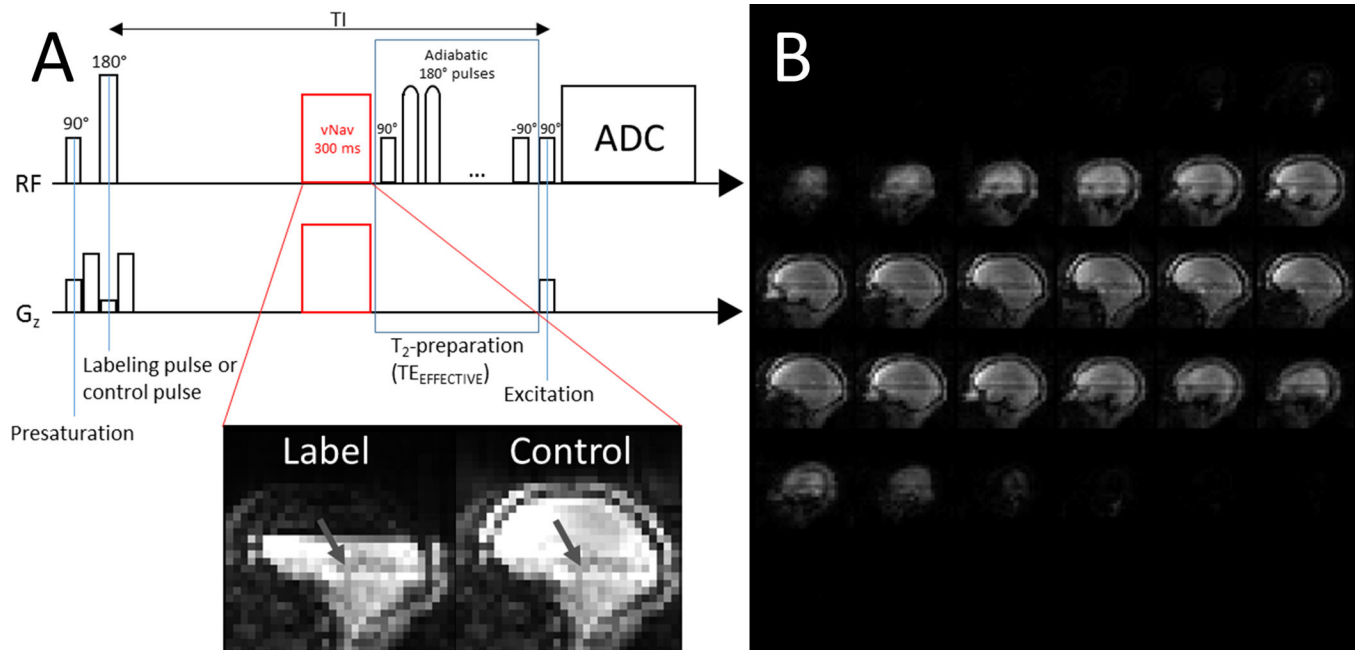 A
TI
B
180°
Adiabatic
180° pulses
90°
vNav
300 ms
90°
...
-90°
90°
ADC
RF
Gz
Labeling pulse or
control pulse
T2-preparation
(TEEFFECTIVE)
Excitation
Presaturation
Label
Control